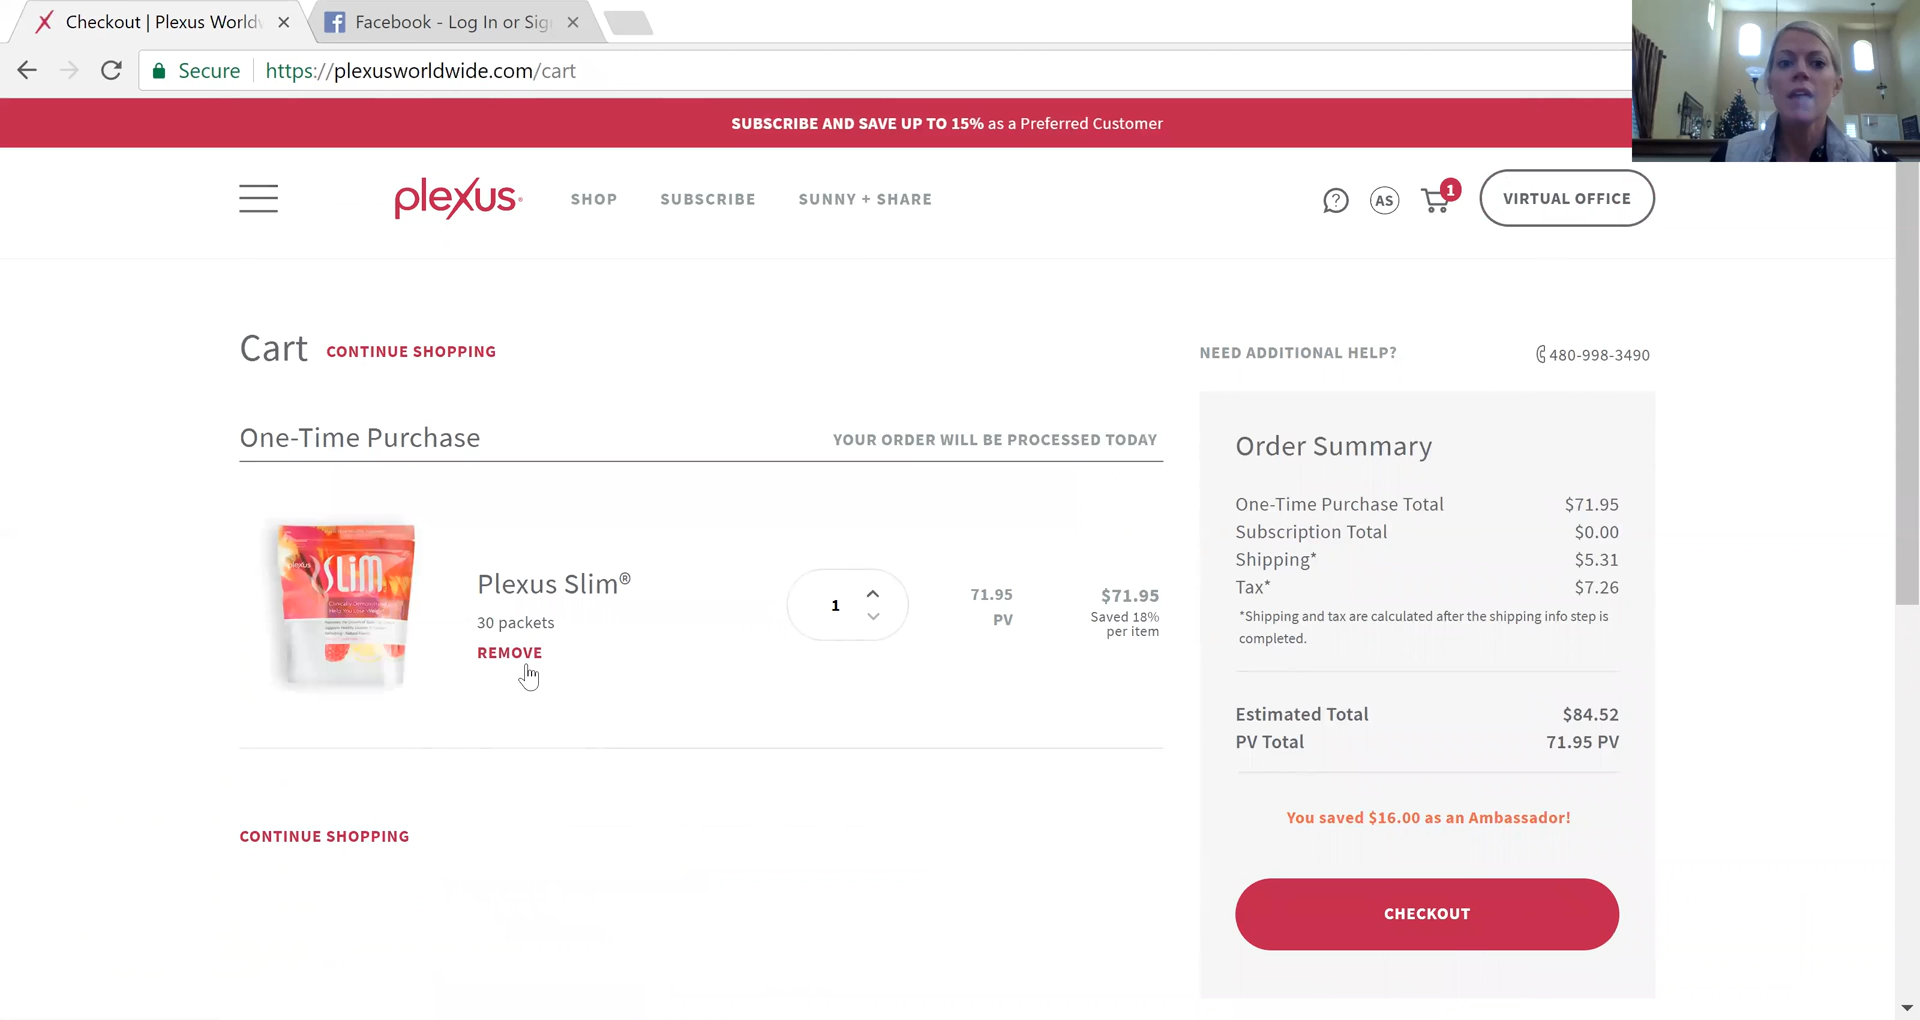 Checkout | Plexus Worldw
Facebook - Log In or Sig
Secure https://plexusworldwide.com/cart
SUBSCRIBE AND SAVE UP TO 15% as a Preferred Customer
plexus
SHOP
SUBSCRIBE
SUNNY + SHARE
?
AS
1
VIRTUAL OFFICE
Cart
CONTINUE SHOPPING
NEED ADDITIONAL HELP?
480-998-3490
One-Time Purchase
YOUR ORDER WILL BE PROCESSED TODAY
plexus
SLIM
Plexus Slim®
30 packets
REMOVE
1
71.95
PV
$71.95
Saved 18%
per item
CONTINUE SHOPPING
Order Summary
One-Time Purchase Total $71.95
Subscription Total $0.00
Shipping* $5.31
Tax* $7.26
*Shipping and tax are calculated after the shipping info step is
completed.
Estimated Total $84.52
PV Total 71.95 PV
You saved $16.00 as an Ambassador!
CHECKOUT